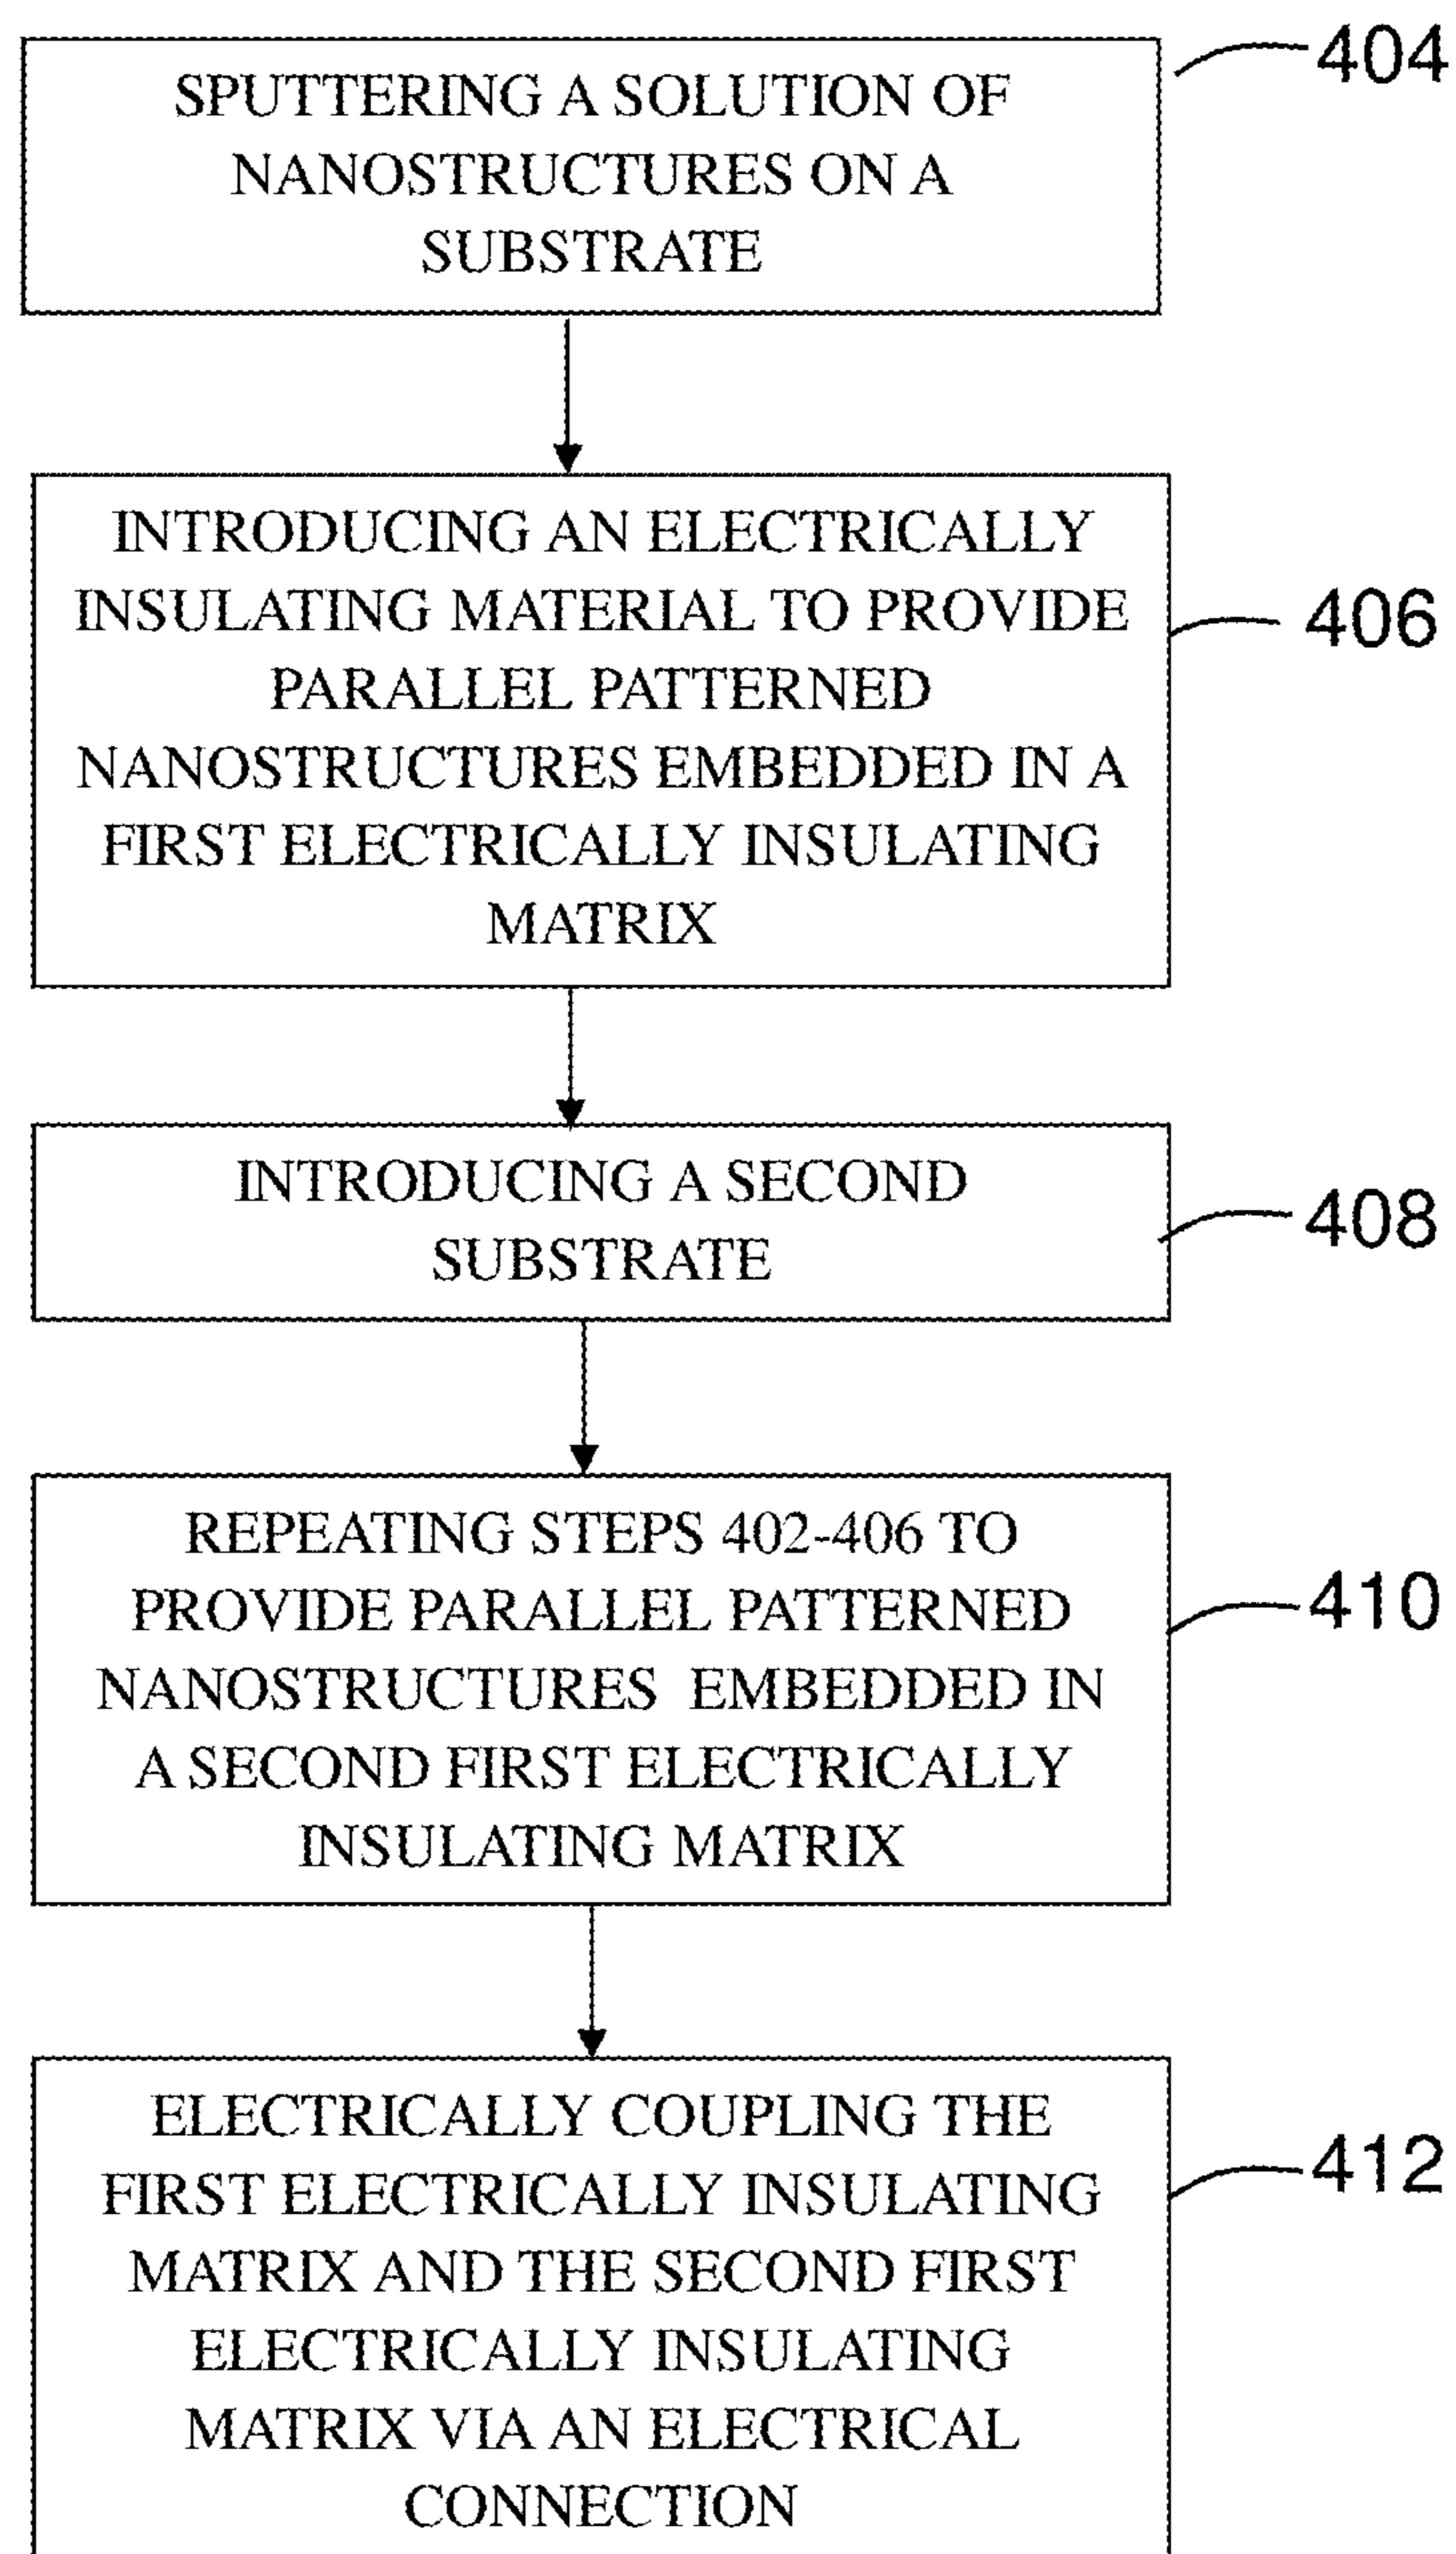 SPUTTERING A SOLUTION OF
NANOSTRUCTURES ON A
SUBSTRATE
404
INTRODUCING AN ELECTRICALLY
INSULATING MATERIAL TO PROVIDE
PARALLEL PATTERNED
NANOSTRUCTURES EMBEDDED IN A
FIRST ELECTRICALLY INSULATING
MATRIX
406
INTRODUCING A SECOND
SUBSTRATE
408
REPEATING STEPS 402-406 TO
PROVIDE PARALLEL PATTERNED
NANOSTRUCTURES EMBEDDED IN
A SECOND FIRST ELECTRICALLY
INSULATING MATRIX
410
ELECTRICALLY COUPLING THE
FIRST ELECTRICALLY INSULATING
MATRIX AND THE SECOND FIRST
ELECTRICALLY INSULATING
MATRIX VIA AN ELECTRICAL
CONNECTION
412